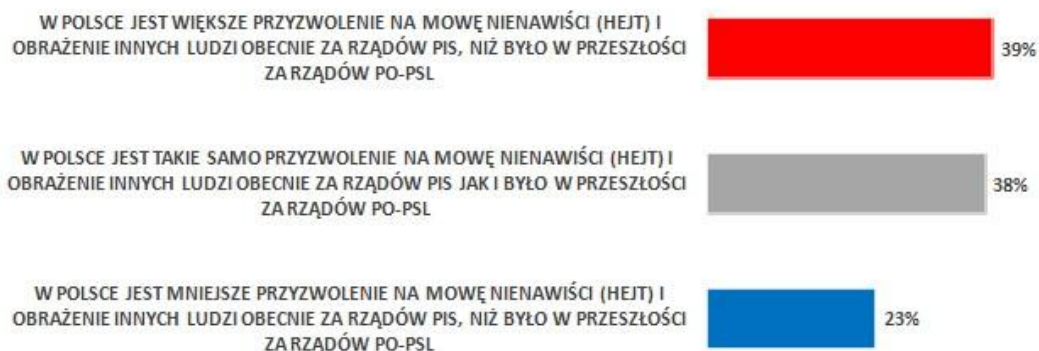 W POLSCE JEST WIĘKSZE PRZYZWOLENIE NA MOWĘ NIENAWIŚCI (HEJT) I
OBRAŻENIE INNYCH LUDZI OBECNIE ZA RZĄDÓW PIS, NIŻ BYŁO W PRZESZŁOŚCI
ZA RZĄDÓW PO-PSL
39%
W POLSCE JEST TAKIE SAMO PRZYZWOLENIE NA MOWĘ NIENAWIŚCI (HEJT) I
OBRAŻENIE INNYCH LUDZI OBECNIE ZA RZĄDÓW PIS JAK I BYŁO W PRZESZŁOŚCI
ZA RZĄDÓW PO-PSL
38%
W POLSCE JEST MNIEJSZE PRZYZWOLENIE NA MOWĘ NIENAWIŚCI (HEJT) I
OBRAŻENIE INNYCH LUDZI OBECNIE ZA RZĄDÓW PIS, NIŻ BYŁO W PRZESZŁOŚCI
ZA RZĄDÓW PO-PSL
23%